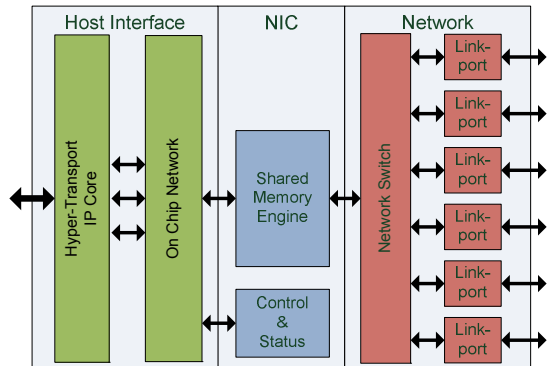 Host Interface
NIC
Network
Hyper-Transport
IP Core
On Chip Network
Shared
Memory
Engine
Control
&
Status
Network Switch
Link-
port
Link-
port
Link-
port
Link-
port
Link-
port
Link-
port